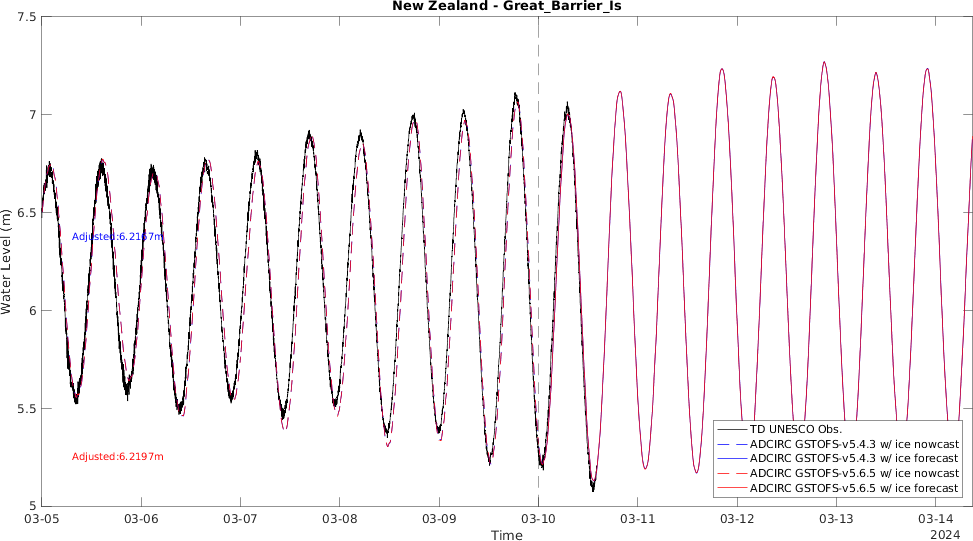 New Zealand - Great_Barrier_Is
7.5
7
6.5
6
5.5
5
Water Level (m)
Adjusted:6.2167m
Adjusted:6.2197m
TD UNESCO Obs.
ADCIRC GSTOFS-v5.4.3 w/ ice nowcast
ADCIRC GSTOFS-v5.4.3 w/ ice forecast
ADCIRC GSTOFS-v5.6.5 w/ ice nowcast
ADCIRC GSTOFS-v5.6.5 w/ ice forecast
03-05 03-06 03-07 03-08 03-09 03-10 03-11 03-12 03-13 03-14
2024
Time